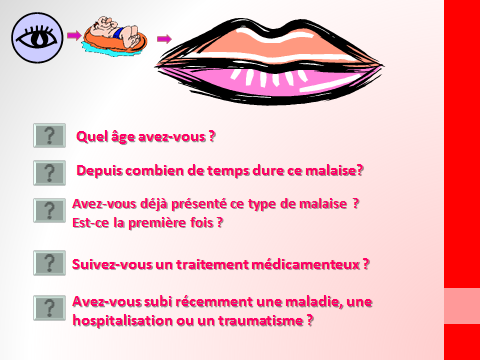 ? Quel âge avez-vous ?
? Depuis combien de temps dure ce malaise?
? Avez-vous déjà présenté ce type de malaise ?
Est-ce la première fois ?
? Suivez-vous un traitement médicamenteux ?
? Avez-vous subi récemment une maladie, une
hospitalisation ou un traumatisme ?